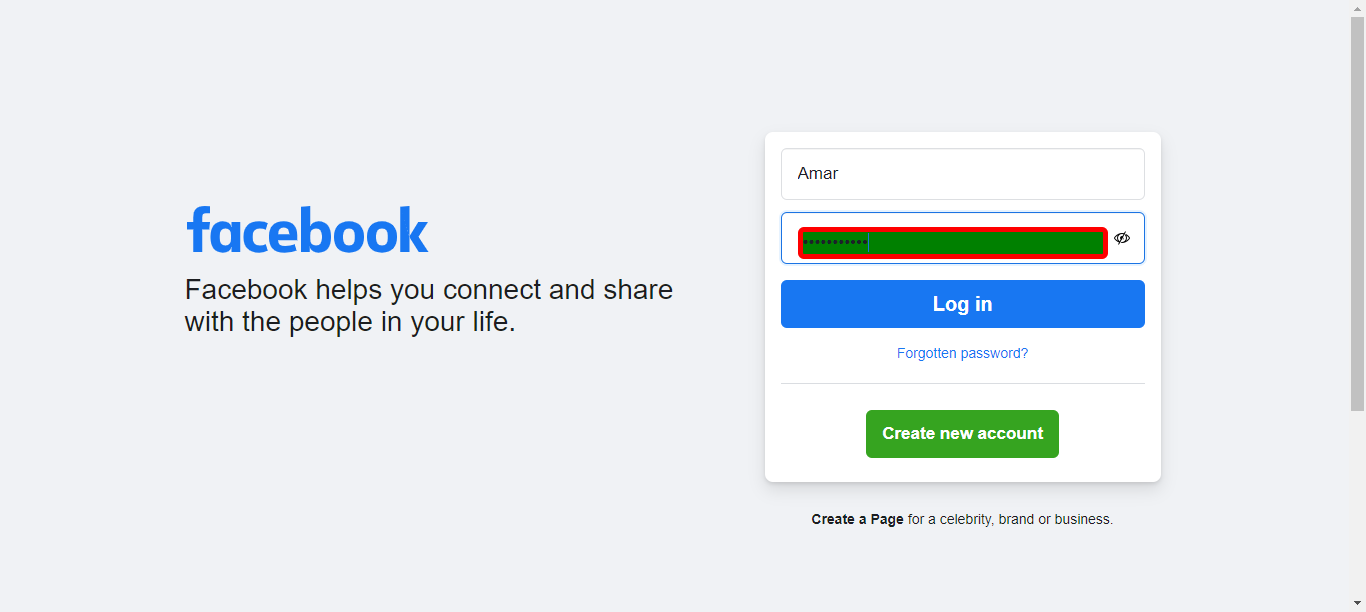 Amar
facebook
Facebook helps you connect and share
with the people in your life.
•••••••••••
Log in
Forgotten password?
Create new account
Create a Page for a celebrity, brand or business.